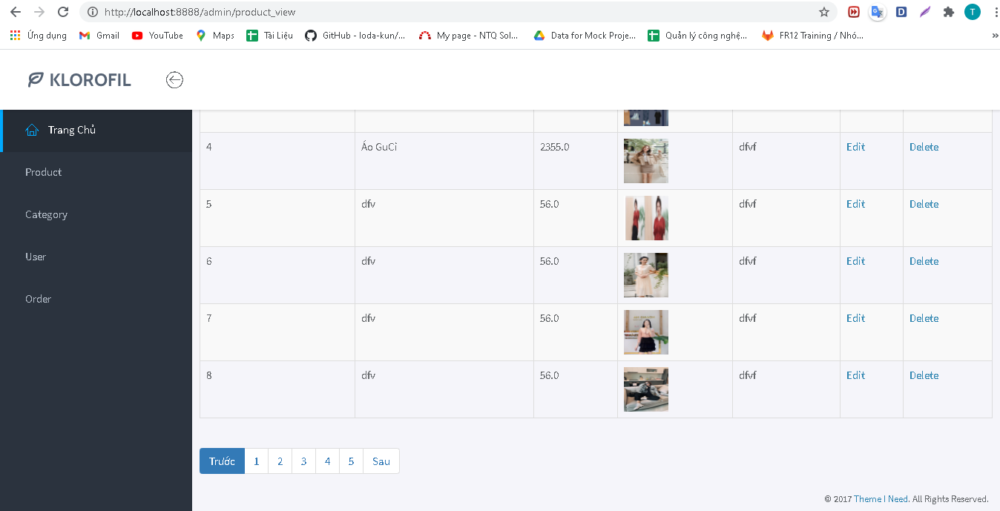 http://localhost:8888/admin/product_view
T
Ứng dụng Gmail YouTube Maps Tài Liệu GitHub - loda-kun/... My page - NTQ Sol... Data for Mock Proje... Quản lý công nghệ... FR12 Training / Nhó... »
KLOROFIL
Trang Chủ
Product
Category
User
Order
4 Áo GuCi 2355.0 dfvf Edit Delete
5 dfv 56.0 dfvf Edit Delete
6 dfv 56.0 dfvf Edit Delete
7 dfv 56.0 dfvf Edit Delete
8 dfv 56.0 dfvf Edit Delete
Trước 1 2 3 4 5 Sau
© 2017 Theme I Need. All Rights Reserved.